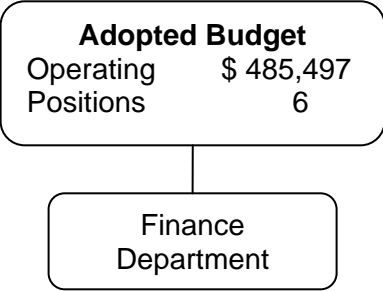 Adopted Budget
Operating $ 485,497
Positions 6
Finance
Department